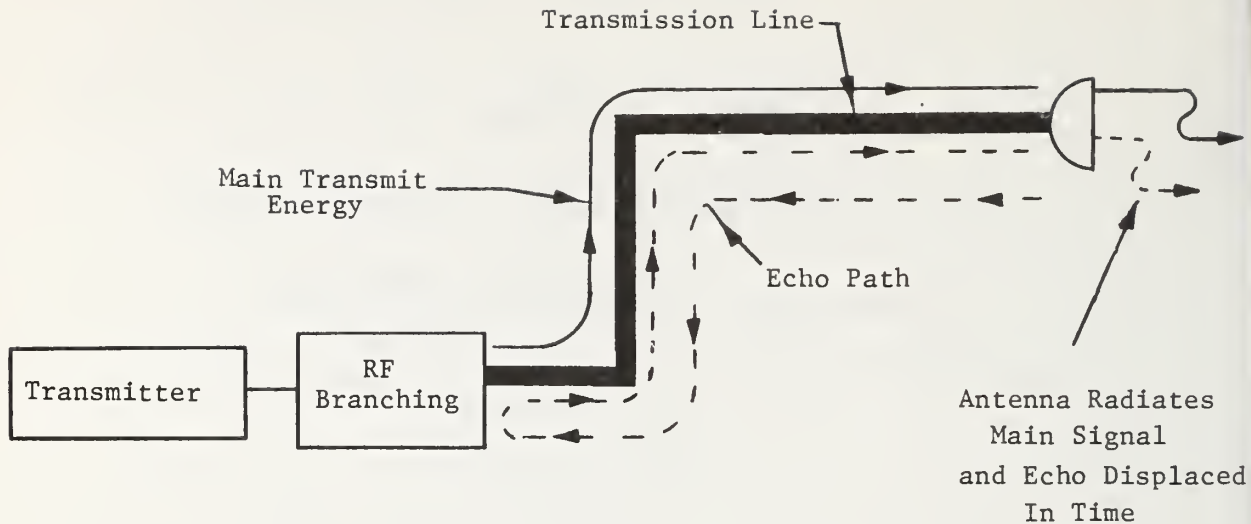 Transmission Line
Main Transmit
Energy
Echo Path
Transmitter
RF
Branching
Antenna Radiates
Main Signal
and Echo Displaced
In Time